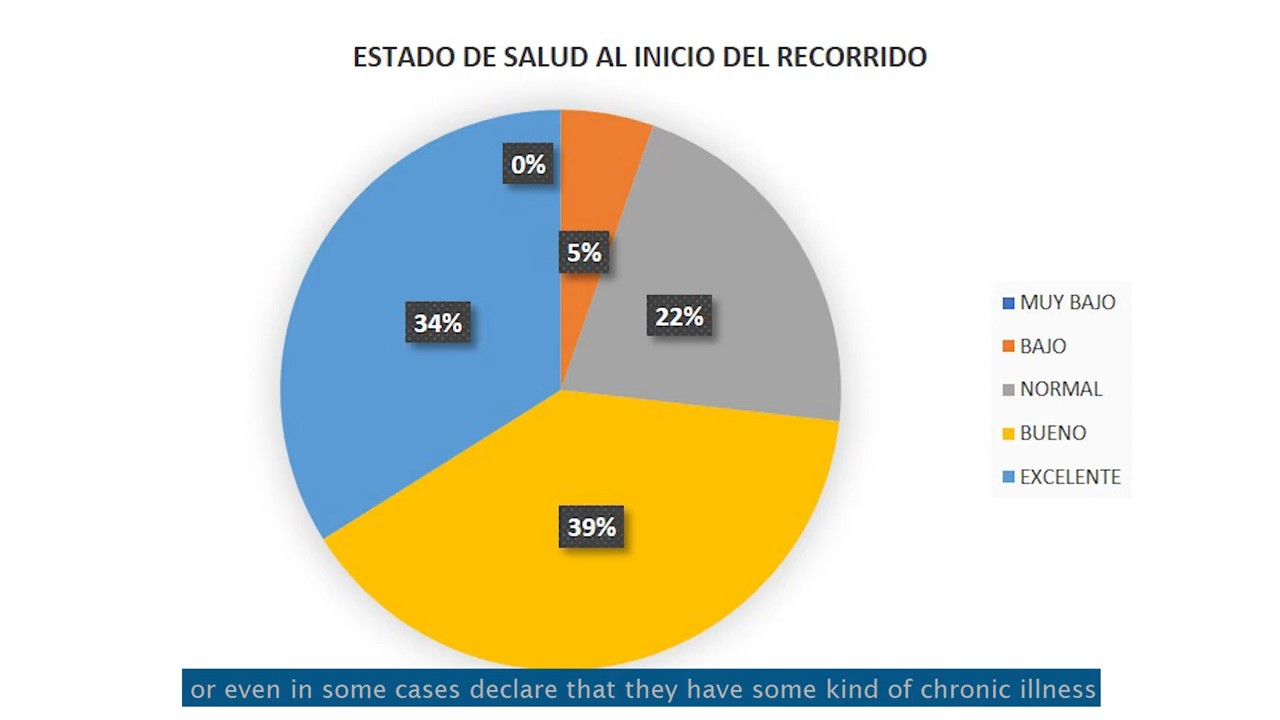 ESTADO DE SALUD AL INICIO DEL RECORRIDO
0%
5%
34%
22%
39%
MUY BAJO
BAJO
NORMAL
BUENO
EXCELENTE
or even in some cases declare that they have some kind of chronic illness